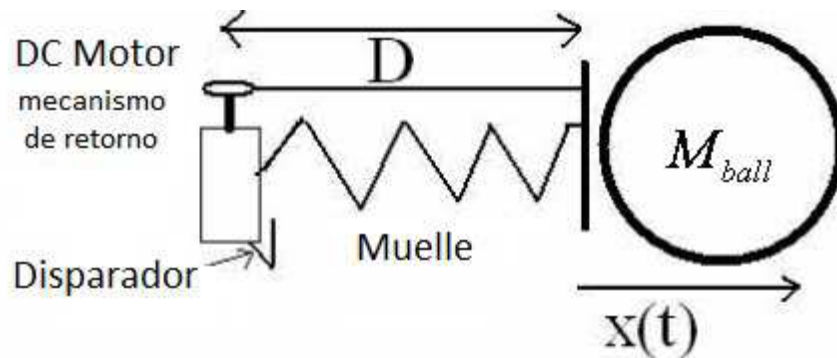 DC Motor
mecanismo
de retorno
D
M_ball
Muelle
Disparador
x(t)